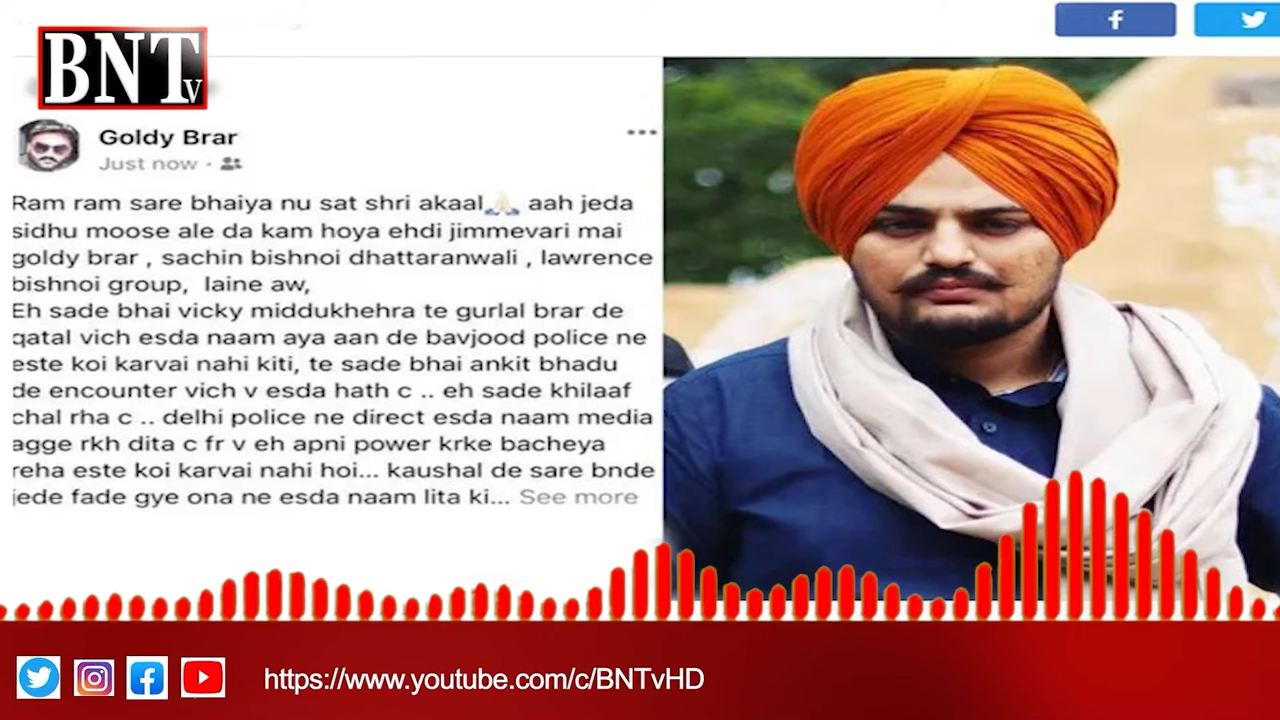 BNTV
Goldy Brar
Just now ·
Ram ram sare bhaiya nu sat shri akaal🙏🏻 aah jeda
sidhu moose ale da kam hoya ehdi jimmevari mai
goldy brar , sachin bishnoi dhattaranwali , lawrence
bishnoi group, laine aw,
Eh sade bhai vicky middukhehra te gurlal brar de
qatal vich esda naam aya aan de bavjood police ne
este koi karvai nahi kiti, te sade bhai ankit bhadu
de encounter vich v esda hath c .. eh sade khilaaf
chal rha c .. delhi police ne direct esda naam media
agge rkh dita c fr v eh apni power krke bacheya
reha este koi karvai nahi hoi... kaushal de sare bnde
jede fade gye ona ne esda naam lita ki... See more
https://www.youtube.com/c/BNTvHD